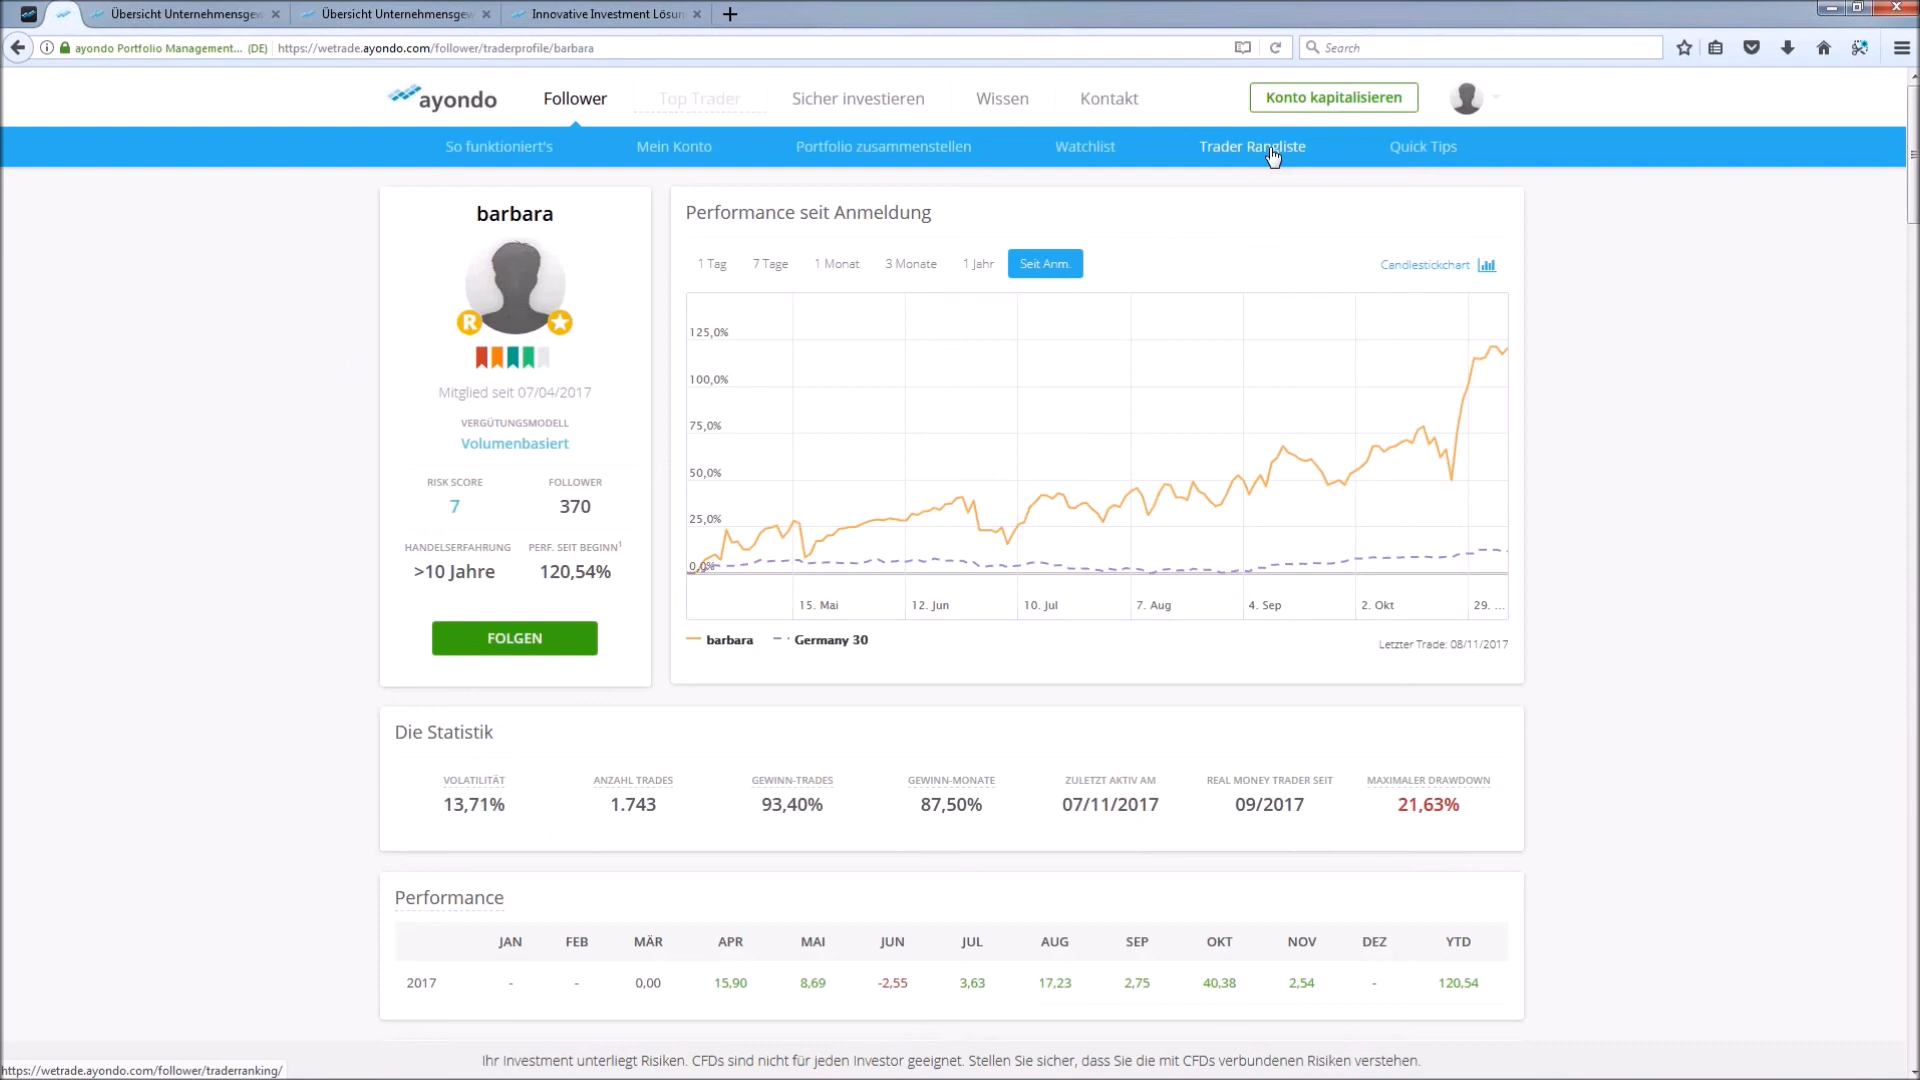 Übersicht Unternehmensgew
Übersicht Unternehmensgew
Innovative Investment Lösun
ayondo Portfolio Management... (DE)
https://wetrade.ayondo.com/follower/traderprofile/barbara
Search
ayondo
Follower
Top Trader
Sicher investieren
Wissen
Kontakt
Konto kapitalisieren
So funktioniert's
Mein Konto
Portfolio zusammenstellen
Watchlist
Trader Rangliste
Quick Tips
barbara
R
Mitglied seit 07/04/2017
VERGÜTUNGSMODELL
Volumenbasiert
RISK SCORE
FOLLOWER
7
370
HANDELSERFAHRUNG
PERF. SEIT BEGINN¹
>10 Jahre
120,54%
FOLGEN
Performance seit Anmeldung
1 Tag
7 Tage
1 Monat
3 Monate
1 Jahr
Seit Anm.
Candlestickchart
125,0%
100,0%
75,0%
50,0%
25,0%
0,0%
15. Mai
12. Jun
10. Jul
7. Aug
4. Sep
2. Okt
29. ...
barbara
Germany 30
Letzter Trade: 08/11/2017
Die Statistik
VOLATILITÄT
ANZAHL TRADES
GEWINN-TRADES
GEWINN-MONATE
ZULETZT AKTIV AM
REAL MONEY TRADER SEIT
MAXIMALER DRAWDOWN
13,71%
1.743
93,40%
87,50%
07/11/2017
09/2017
21,63%
Performance
JAN FEB MÄR APR MAI JUN JUL AUG SEP OKT NOV DEZ YTD
2017 - - 0,00 15,90 8,69 -2,55 3,63 17,23 2,75 40,38 2,54 - 120,54
Ihr Investment unterliegt Risiken. CFDs sind nicht für jeden Investor geeignet. Stellen Sie sicher, dass Sie die mit CFDs verbundenen Risiken verstehen.
https://wetrade.ayondo.com/follower/traderranking/